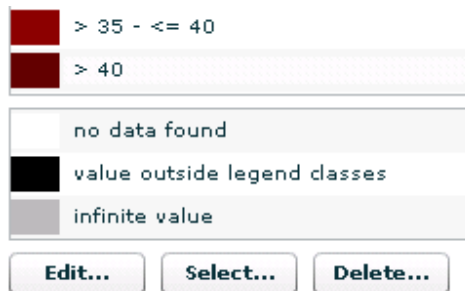 > 35 - <= 40
> 40
no data found
value outside legend classes
infinite value
Edit... Select... Delete...